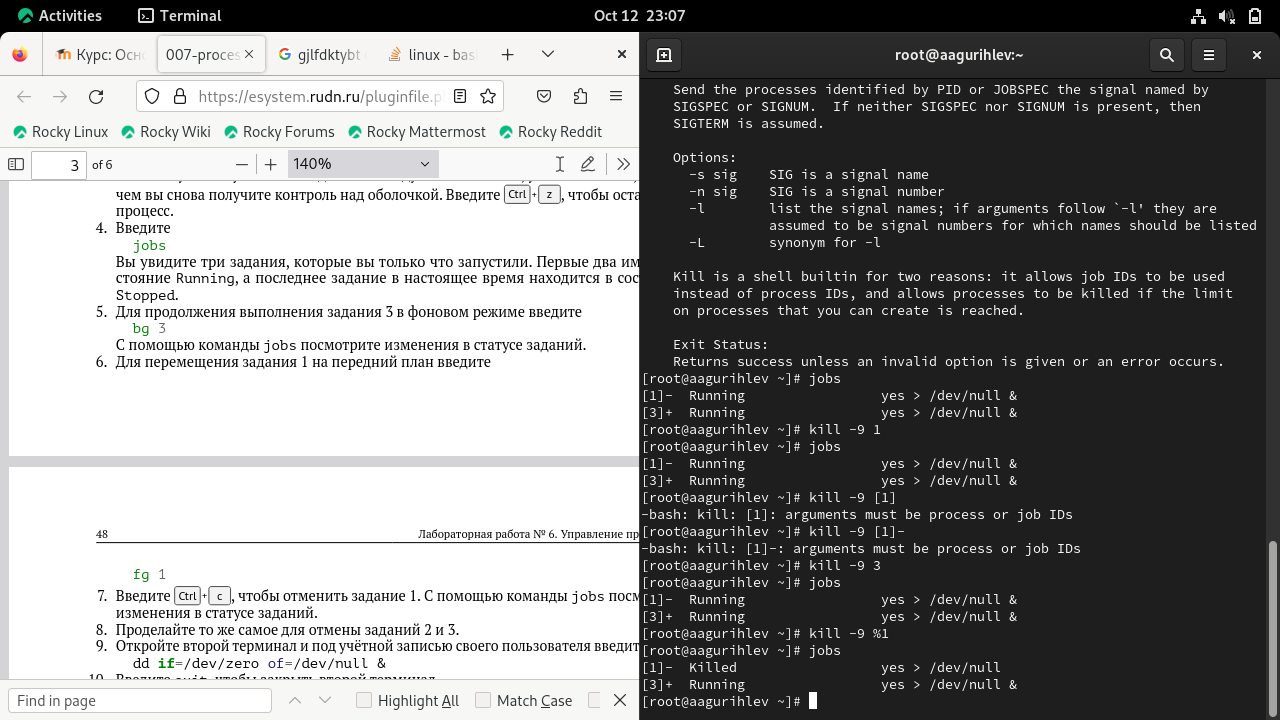 Activities
Terminal
Oct 12 23:07
Курс: Осн
007-proces
gjlfdktybt
linux - bas
https://esystem.rudn.ru/pluginfile.p
Rocky Linux
Rocky Wiki
Rocky Forums
Rocky Mattermost
Rocky Reddit
3 of 6
140%
чем вы снова получите контроль над оболочкой. Введите Ctrl + z , чтобы оста
процесс.
4. Введите
jobs
Вы увидите три задания, которые вы только что запустили. Первые два им
стояние Running, а последнее задание в настоящее время находится в сос
Stopped.
5. Для продолжения выполнения задания 3 в фоновом режиме введите
bg 3
С помощью команды jobs посмотрите изменения в статусе заданий.
6. Для перемещения задания 1 на передний план введите
48 Лабораторная работа № 6. Управление пр
fg 1
7. Введите Ctrl + c , чтобы отменить задание 1. С помощью команды jobs посм
изменения в статусе заданий.
8. Проделайте то же самое для отмены заданий 2 и 3.
9. Откройте второй терминал и под учётной записью своего пользователя введит
dd if=/dev/zero of=/dev/null &
10. Введите exit, чтобы закрыть второй терминал
Find in page
Highlight All
Match Case
root@aagurihlev:~
Send the processes identified by PID or JOBSPEC the signal named by
SIGSPEC or SIGNUM.  If neither SIGSPEC nor SIGNUM is present, then
SIGTERM is assumed.
Options:
-s sig    SIG is a signal name
-n sig    SIG is a signal number
-l        list the signal names; if arguments follow `-l' they are
assumed to be signal numbers for which names should be listed
-L        synonym for -l
Kill is a shell builtin for two reasons: it allows job IDs to be used
instead of process IDs, and allows processes to be killed if the limit
on processes that you can create is reached.
Exit Status:
Returns success unless an invalid option is given or an error occurs.
[root@aagurihlev ~]# jobs
[1]-  Running                 yes > /dev/null &
[3]+  Running                 yes > /dev/null &
[root@aagurihlev ~]# kill -9 1
[root@aagurihlev ~]# jobs
[1]-  Running                 yes > /dev/null &
[3]+  Running                 yes > /dev/null &
[root@aagurihlev ~]# kill -9 [1]
-bash: kill: [1]: arguments must be process or job IDs
[root@aagurihlev ~]# kill -9 [1]-
-bash: kill: [1]-: arguments must be process or job IDs
[root@aagurihlev ~]# kill -9 3
[root@aagurihlev ~]# jobs
[1]-  Running                 yes > /dev/null &
[3]+  Running                 yes > /dev/null &
[root@aagurihlev ~]# kill -9 %1
[root@aagurihlev ~]# jobs
[1]-  Killed                  yes > /dev/null
[3]+  Running                 yes > /dev/null &
[root@aagurihlev ~]#